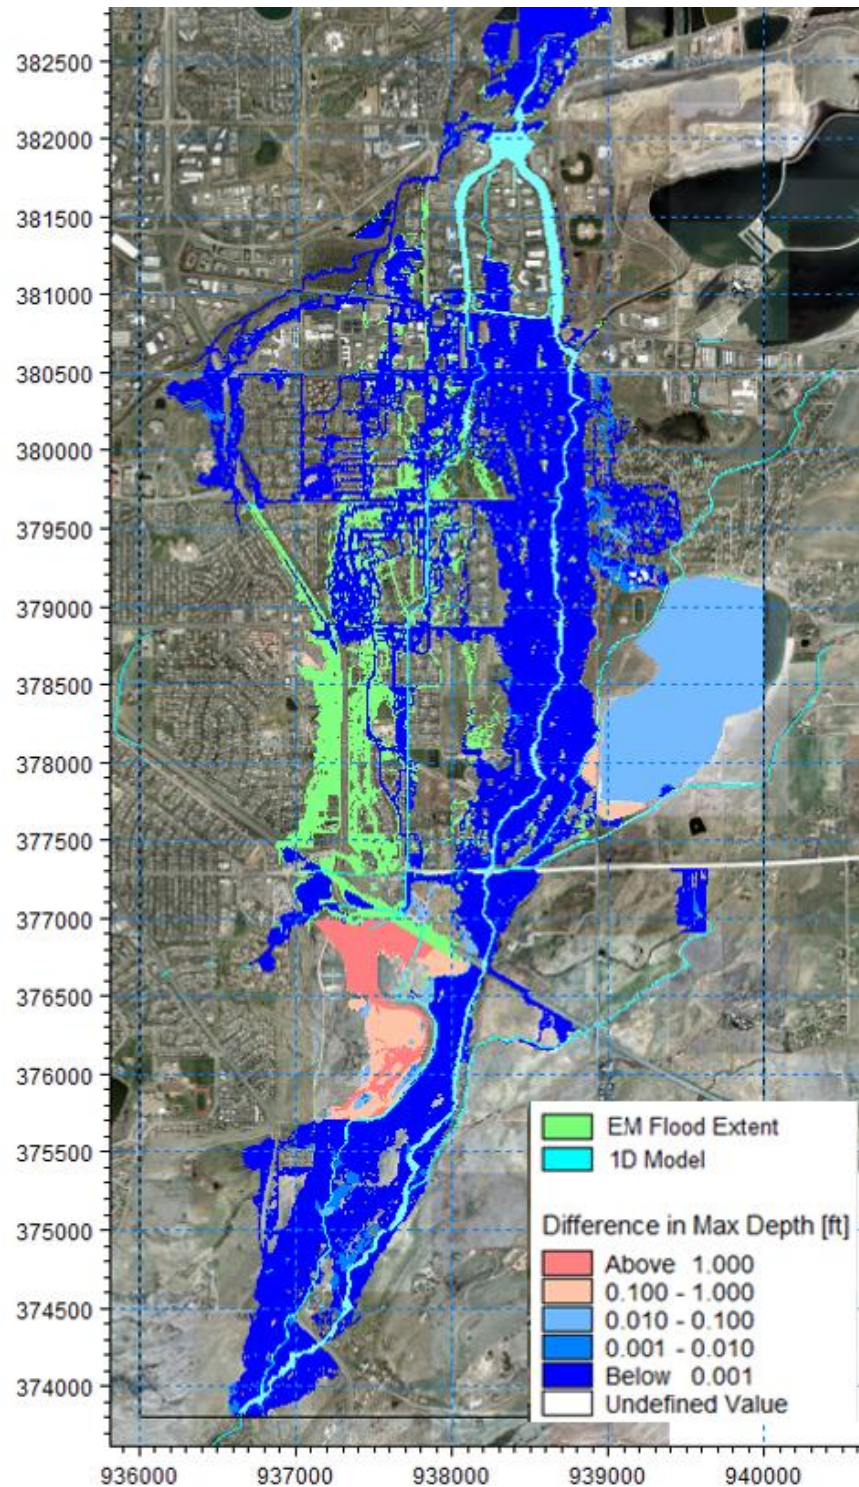 382500
382000
381500
381000
380500
380000
379500
379000
378500
378000
377500
377000
376500
376000
375500
375000
374500
374000
EM Flood Extent
1D Model
Difference in Max Depth [ft]
Above 1.000
0.100 - 1.000
0.010 - 0.100
0.001 - 0.010
Below 0.001
Undefined Value
936000 937000 938000 939000 940000